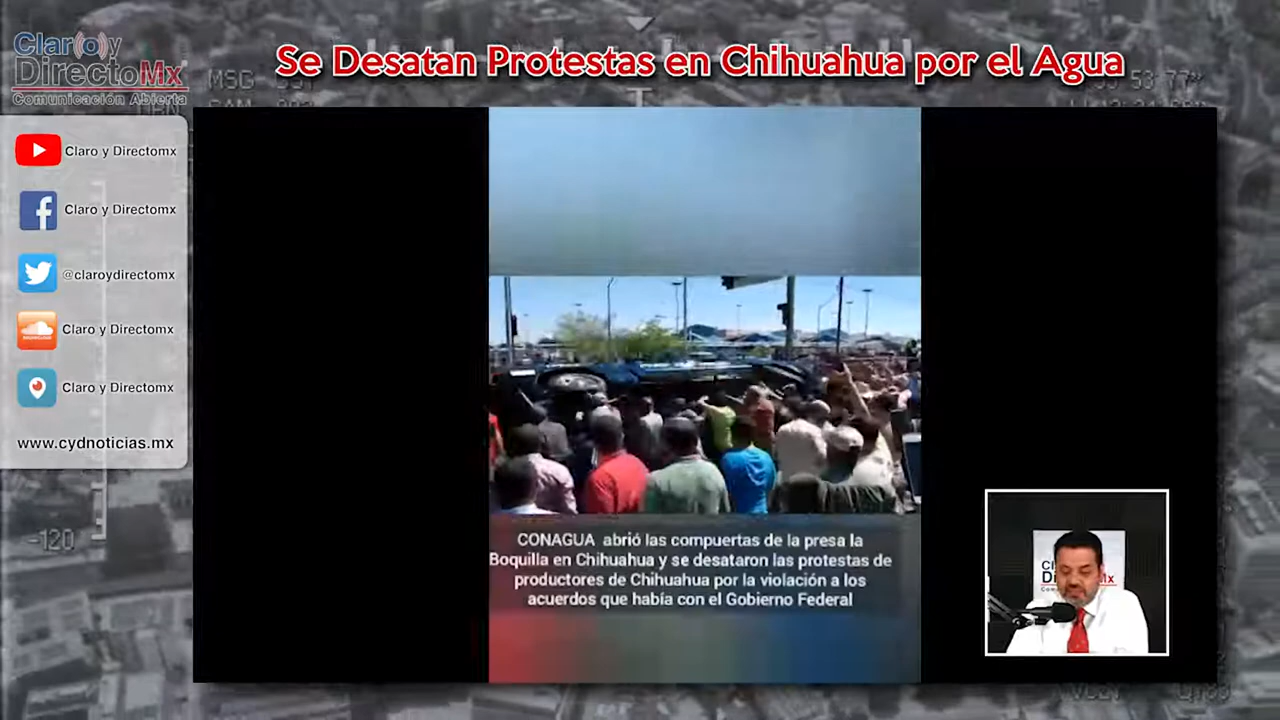 Claro y
DirectoMx
Comunicación Abierta
Se Desatan Protestas en Chihuahua por el Agua
Claro y Directomx
Claro y Directomx
@claroydirectomx
Claro y Directomx
Claro y Directomx
www.cydnoticias.mx
-120
CONAGUA abrió las compuertas de la presa la
Boquilla en Chihuahua y se desataron las protestas de
productores de Chihuahua por la violación a los
acuerdos que había con el Gobierno Federal